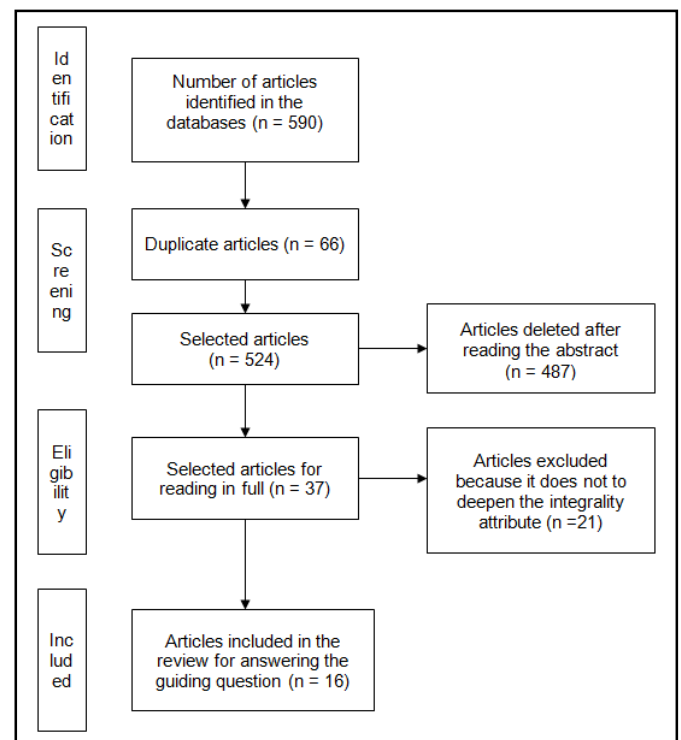 Id
en
tifi
cat
ion
Number of articles
identified in the
databases (n = 590)
Sc
re
eni
ng
Duplicate articles (n = 66)
Selected articles
(n = 524)
Articles deleted after
reading the abstract
(n = 487)
Eli
gib
ilit
y
Selected articles for
reading in full (n = 37)
Articles excluded
because it does not to
deepen the integrality
attribute (n =21)
Inc
lud
ed
Articles included in the
review for answering the
guiding question (n = 16)